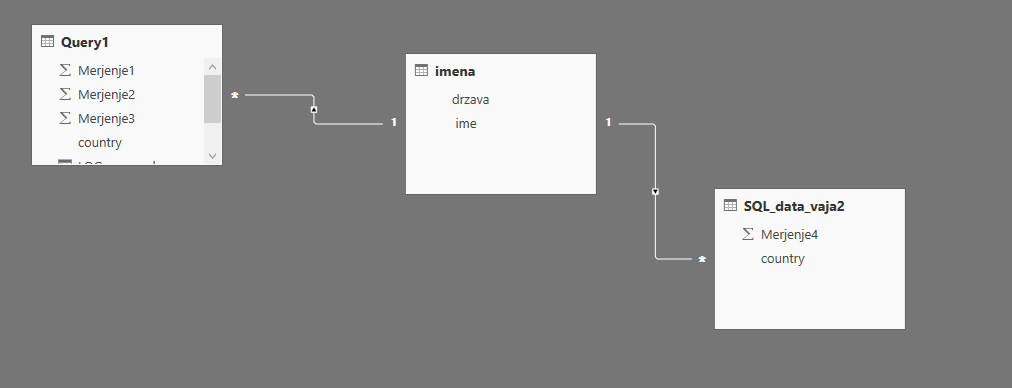 Query1
Merjenje1
Merjenje2
Merjenje3
country
*
1
imena
drzava
ime
1
*
SQL_data_vaja2
Merjenje4
country